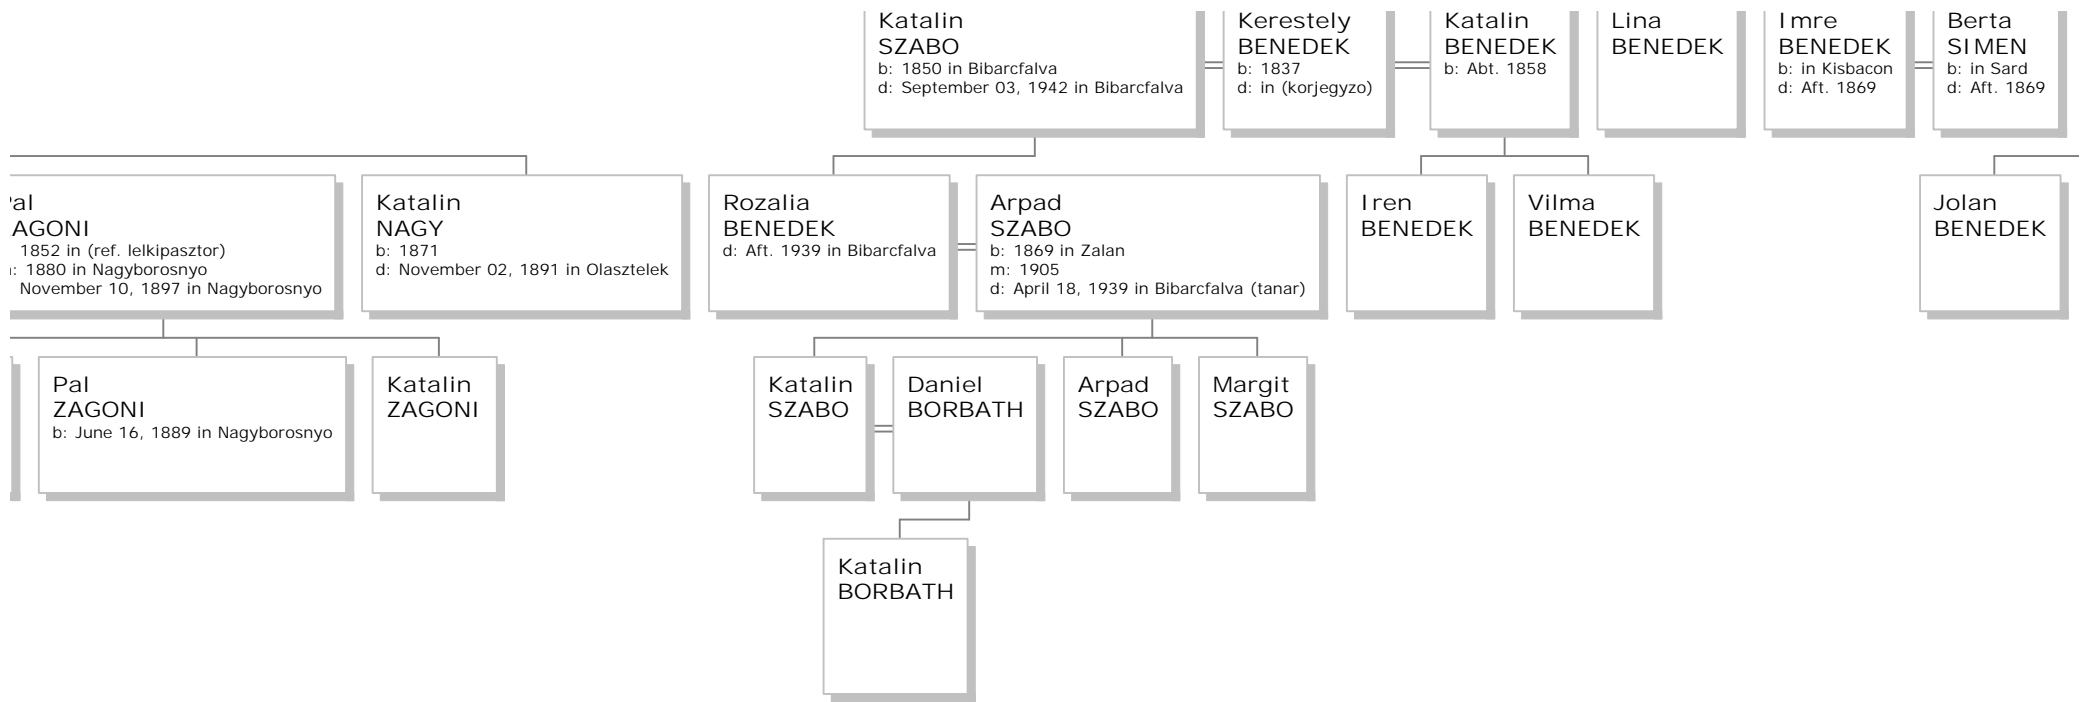 Katalin
SZABO
b: 1850 in Bibarcfalva
d: September 03, 1942 in Bibarcfalva
Kerestely
BENEDEK
b: 1837
d: in (korjegyzo)
Katalin
BENEDEK
b: Abt. 1858
Lina
BENEDEK
Imre
BENEDEK
b: in Kisbacon
d: Aft. 1869
Berta
SIMEN
b: in Sard
d: Aft. 1869
1852 in (ref. lelkipasztor)
1880 in Nagyborosnyo
November 10, 1897 in Nagyborosnyo
Katalin
NAGY
b: 1871
d: November 02, 1891 in Olasztelek
Rozalia
BENEDEK
d: Aft. 1939 in Bibarcfalva
Arpad
SZABO
b: 1869 in Zalan
m: 1905
d: April 18, 1939 in Bibarcfalva (tanar)
Iren
BENEDEK
Vilma
BENEDEK
Jolan
BENEDEK
Pal
ZAGONI
b: June 16, 1889 in Nagyborosnyo
Katalin
ZAGONI
Katalin
SZABO
Daniel
BORBATH
Arpad
SZABO
Margit
SZABO
Katalin
BORBATH